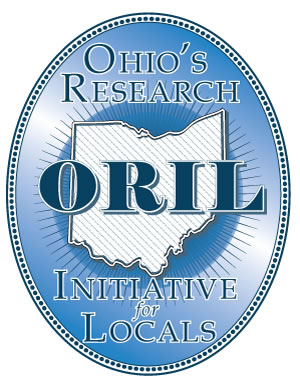 OHIO'S
RESEARCH
ORIL
INITIATIVE
for
LOCALS